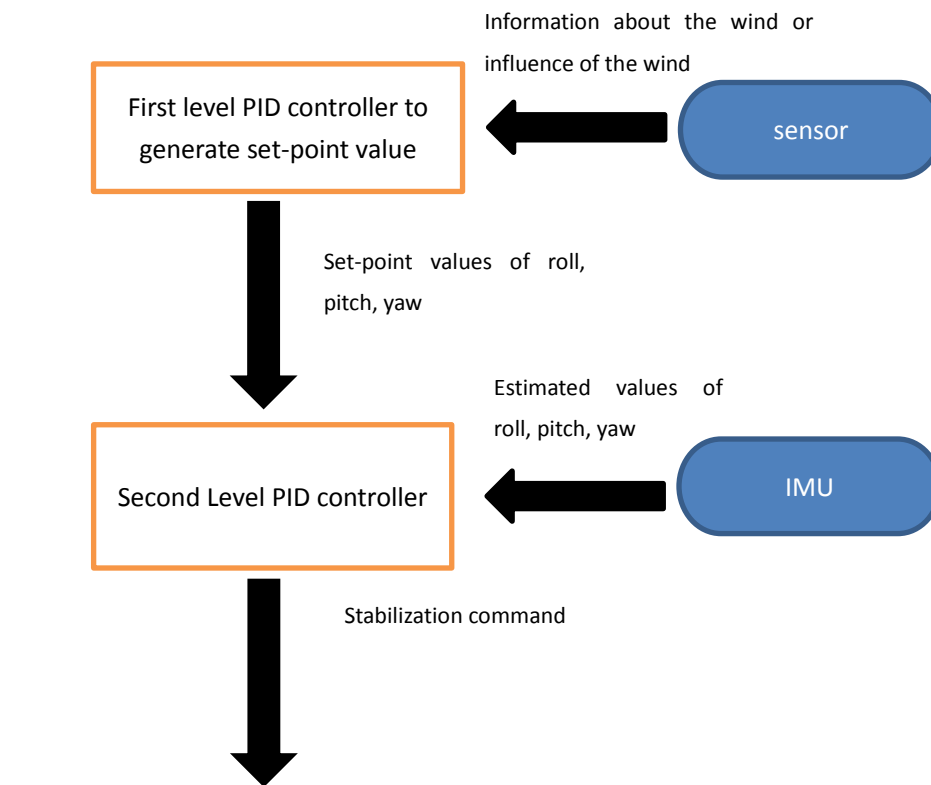 Information about the wind or
influence of the wind
First level PID controller to
generate set-point value
sensor
Set-point values of roll,
pitch, yaw
Estimated values of
roll, pitch, yaw
Second Level PID controller
IMU
Stabilization command